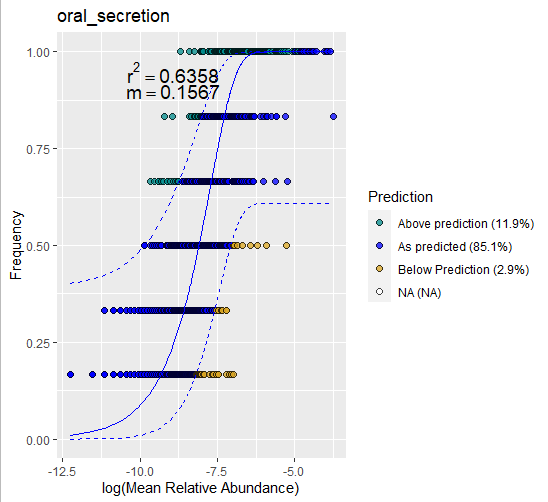 oral_secretion
r2 = 0.6358
m = 0.1567
1.00
0.75
0.50
0.25
0.00
Frequency
-12.5 -10.0 -7.5 -5.0
log(Mean Relative Abundance)
Prediction
Above prediction (11.9%)
As predicted (85.1%)
Below Prediction (2.9%)
NA (NA)